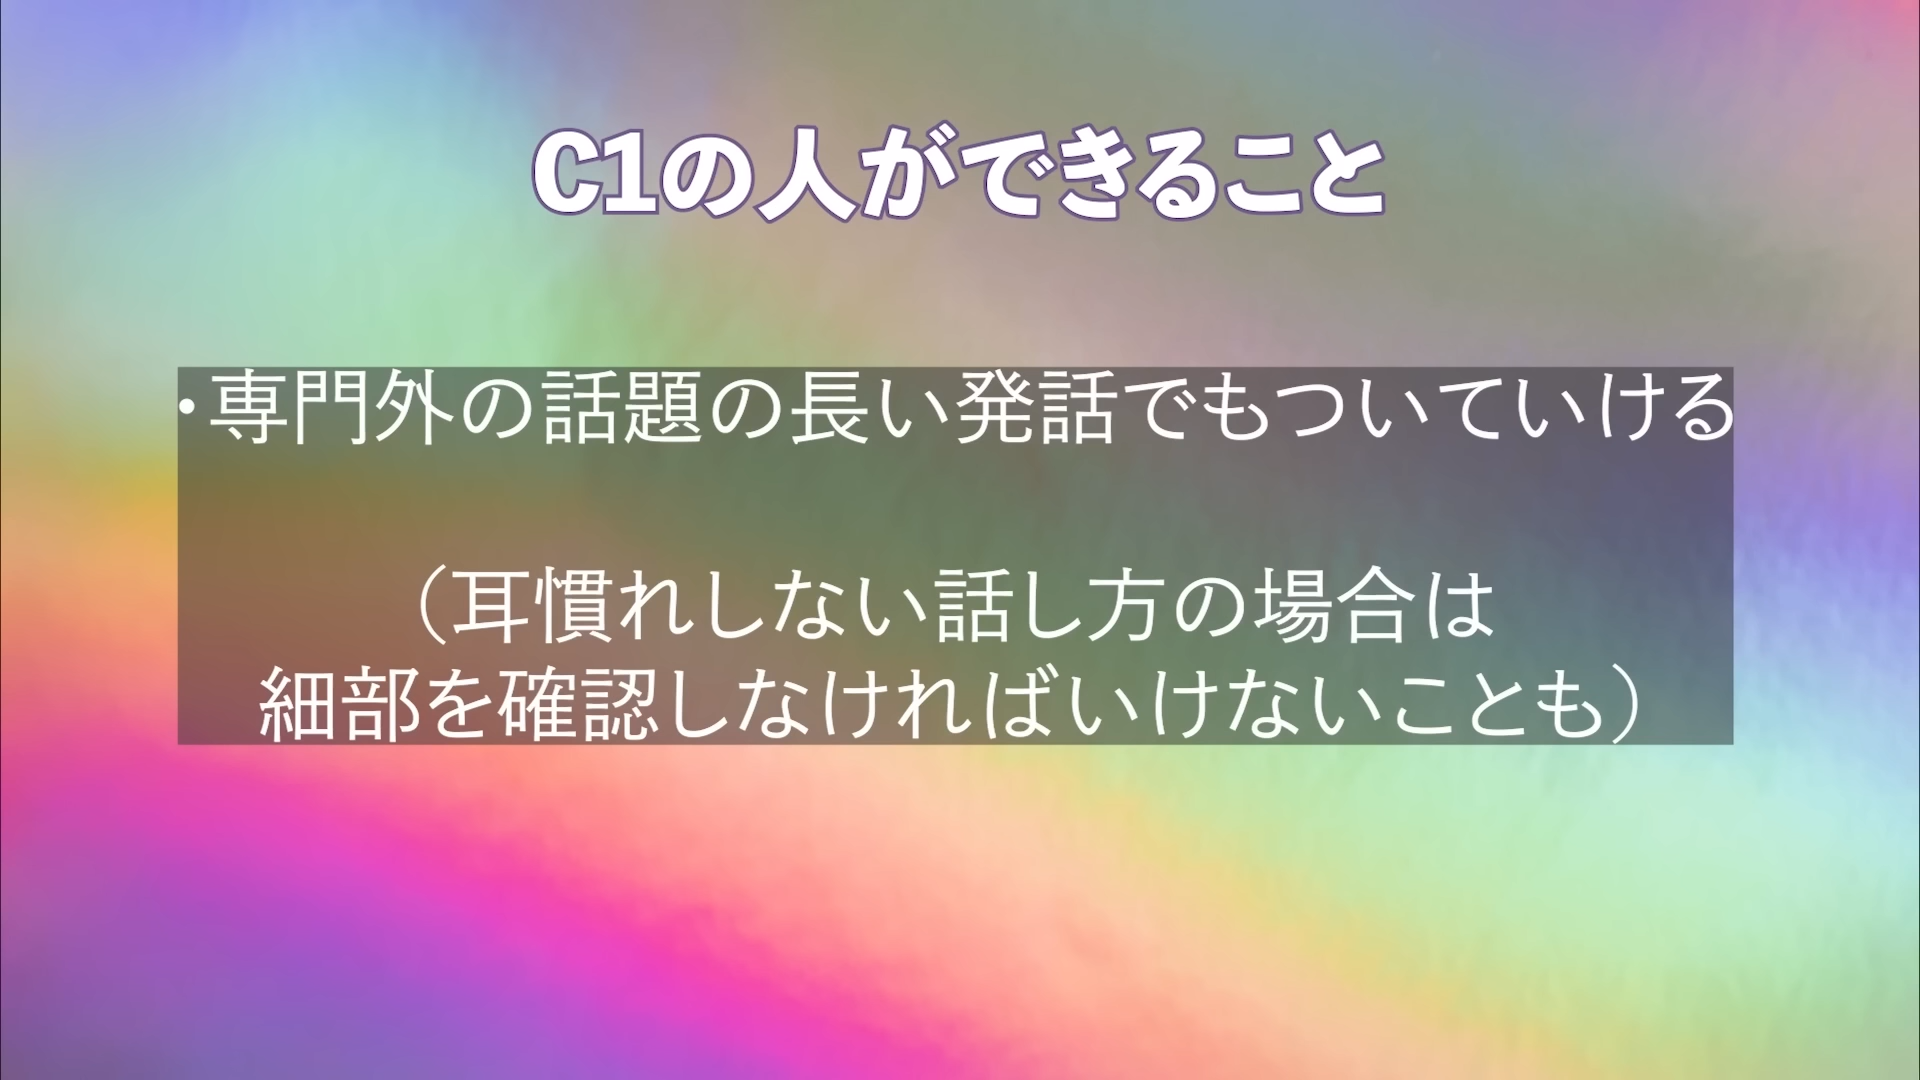 C1の人ができること
・専門外の話題の長い発話でもついていける
（耳慣れしない話し方の場合は
細部を確認しなければいけないことも）